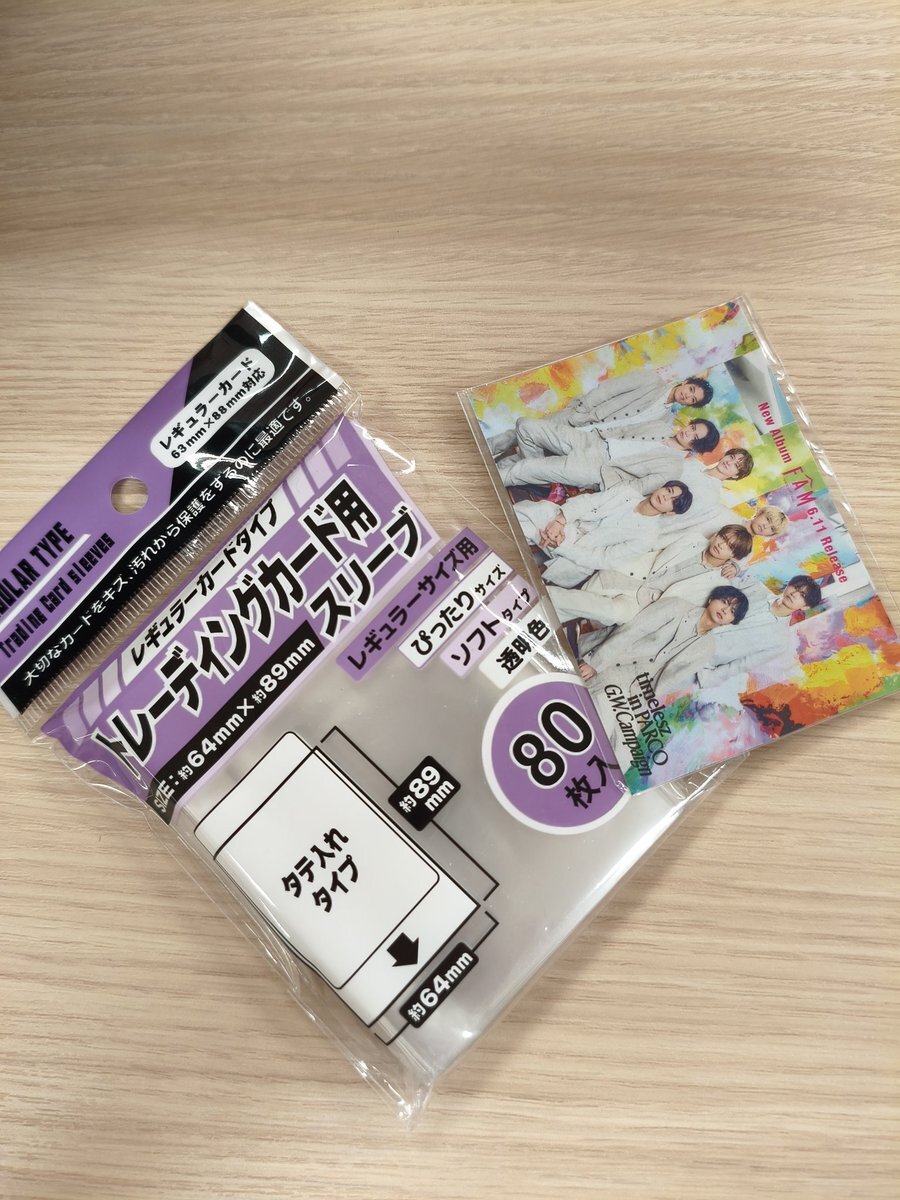 レギュラーカード
63mm×88mm対応
大切なカードをキズ、汚れから保護をするのに最適です。
TYPE
Trading Card sleeves
レギュラーカードタイプ
トレーディングカード用
スリーブ
SIZE:約64mm×約89mm
レギュラーサイズ用
ぴったりサイズ
ソフトタイプ
透明色
80
枚入
約89
mm
タテ入れ
タイプ
約64mm
New Album FAM 6.11 Release
timelesz
in PARCO
G.W.Campaign